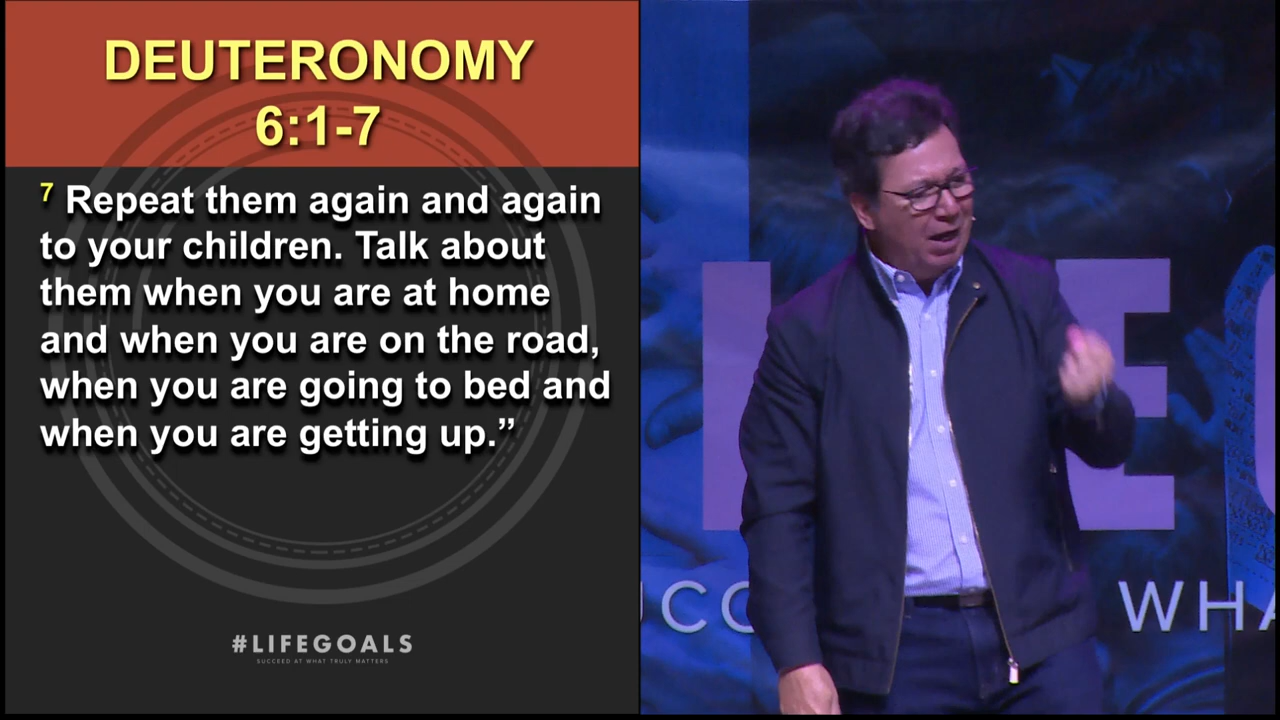 DEUTERONOMY
6:1-7
7 Repeat them again and again
to your children. Talk about
them when you are at home
and when you are on the road,
when you are going to bed and
when you are getting up.”
#LIFEGOALS
SUCCEED AT WHAT TRULY MATTERS